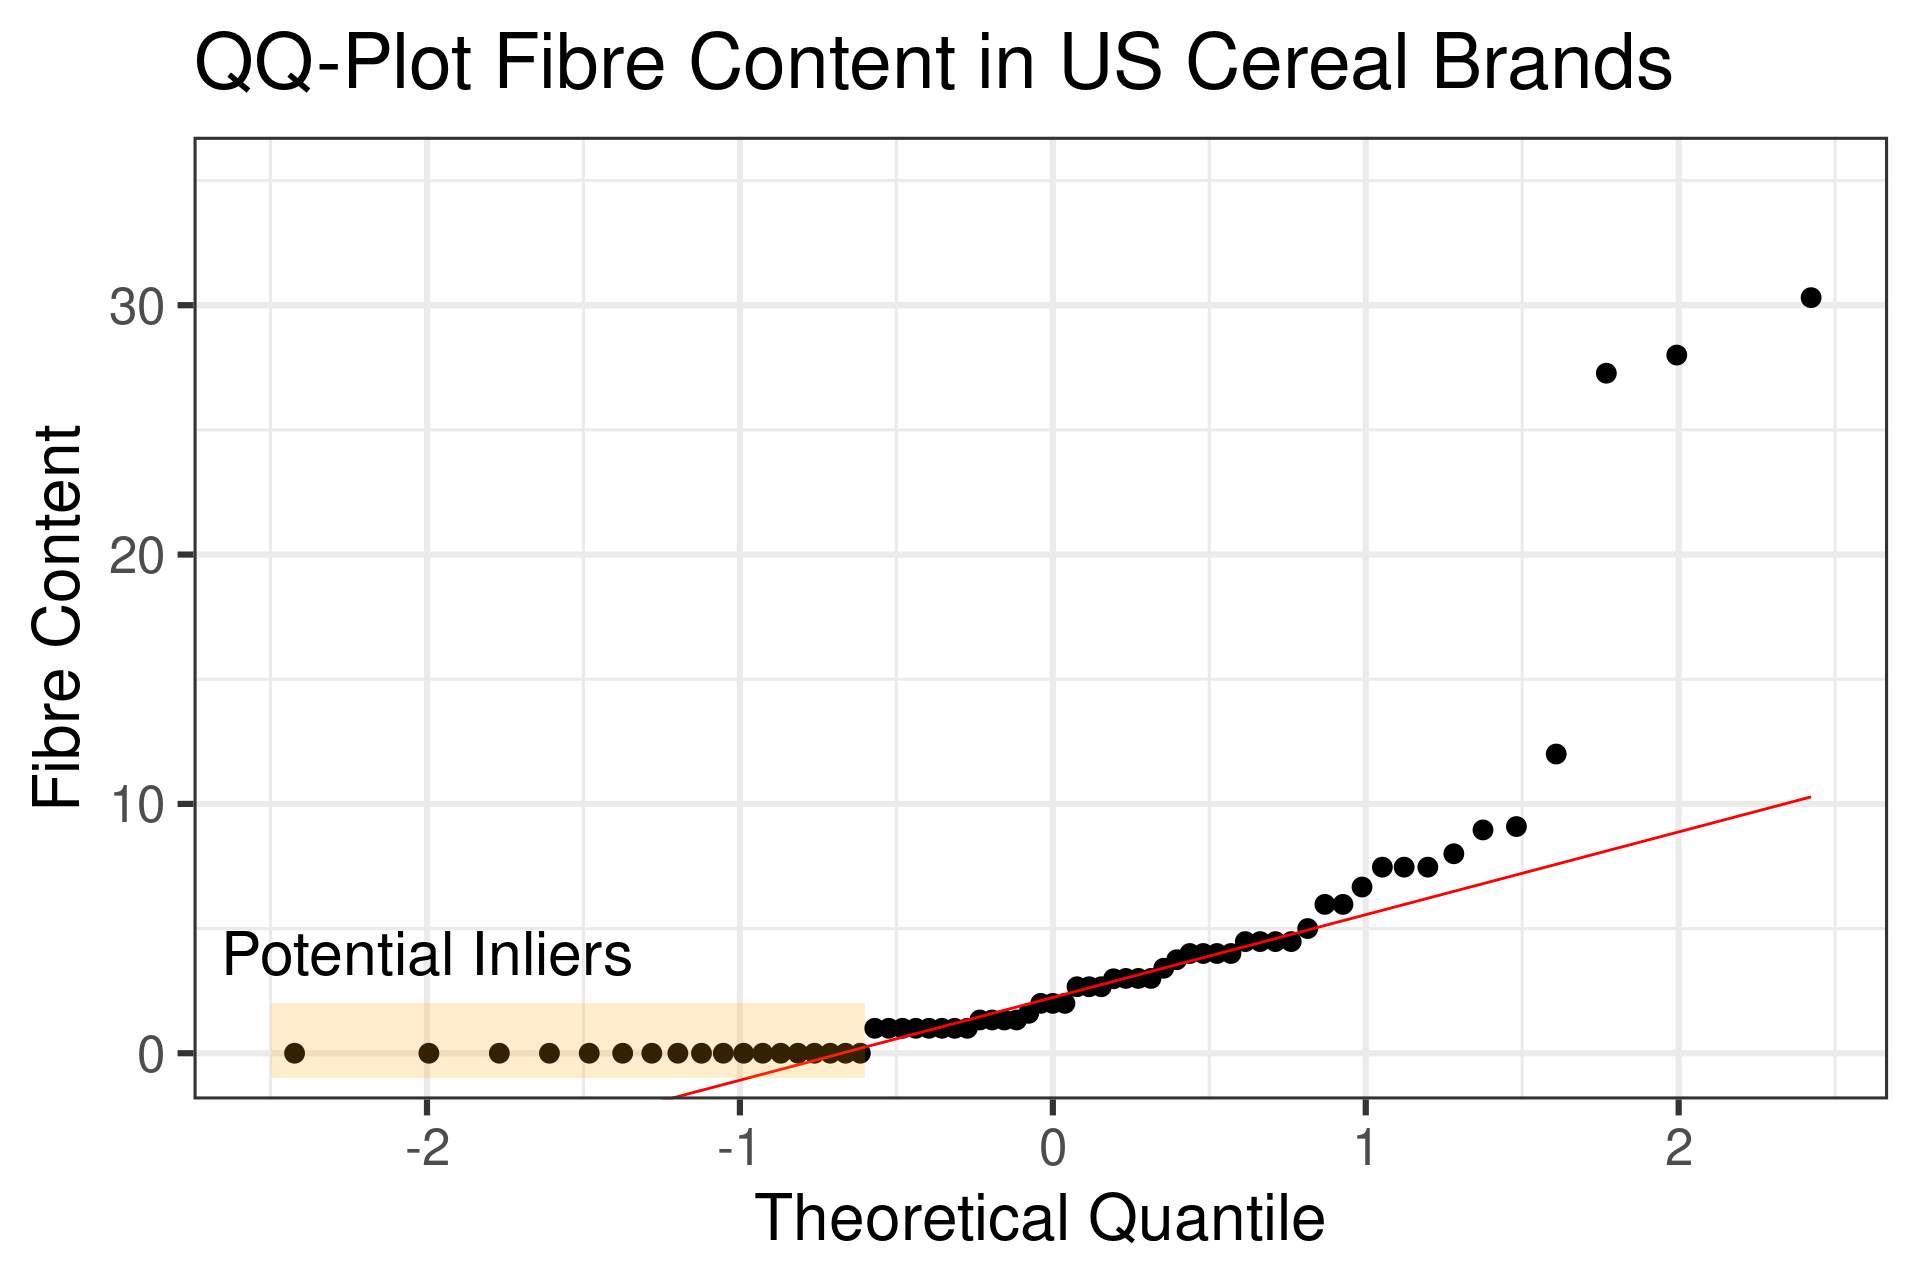 QQ-Plot Fibre Content in US Cereal Brands
Fibre Content
30
20
10
0
Potential Inliers
-2
-1
0
1
2
Theoretical Quantile